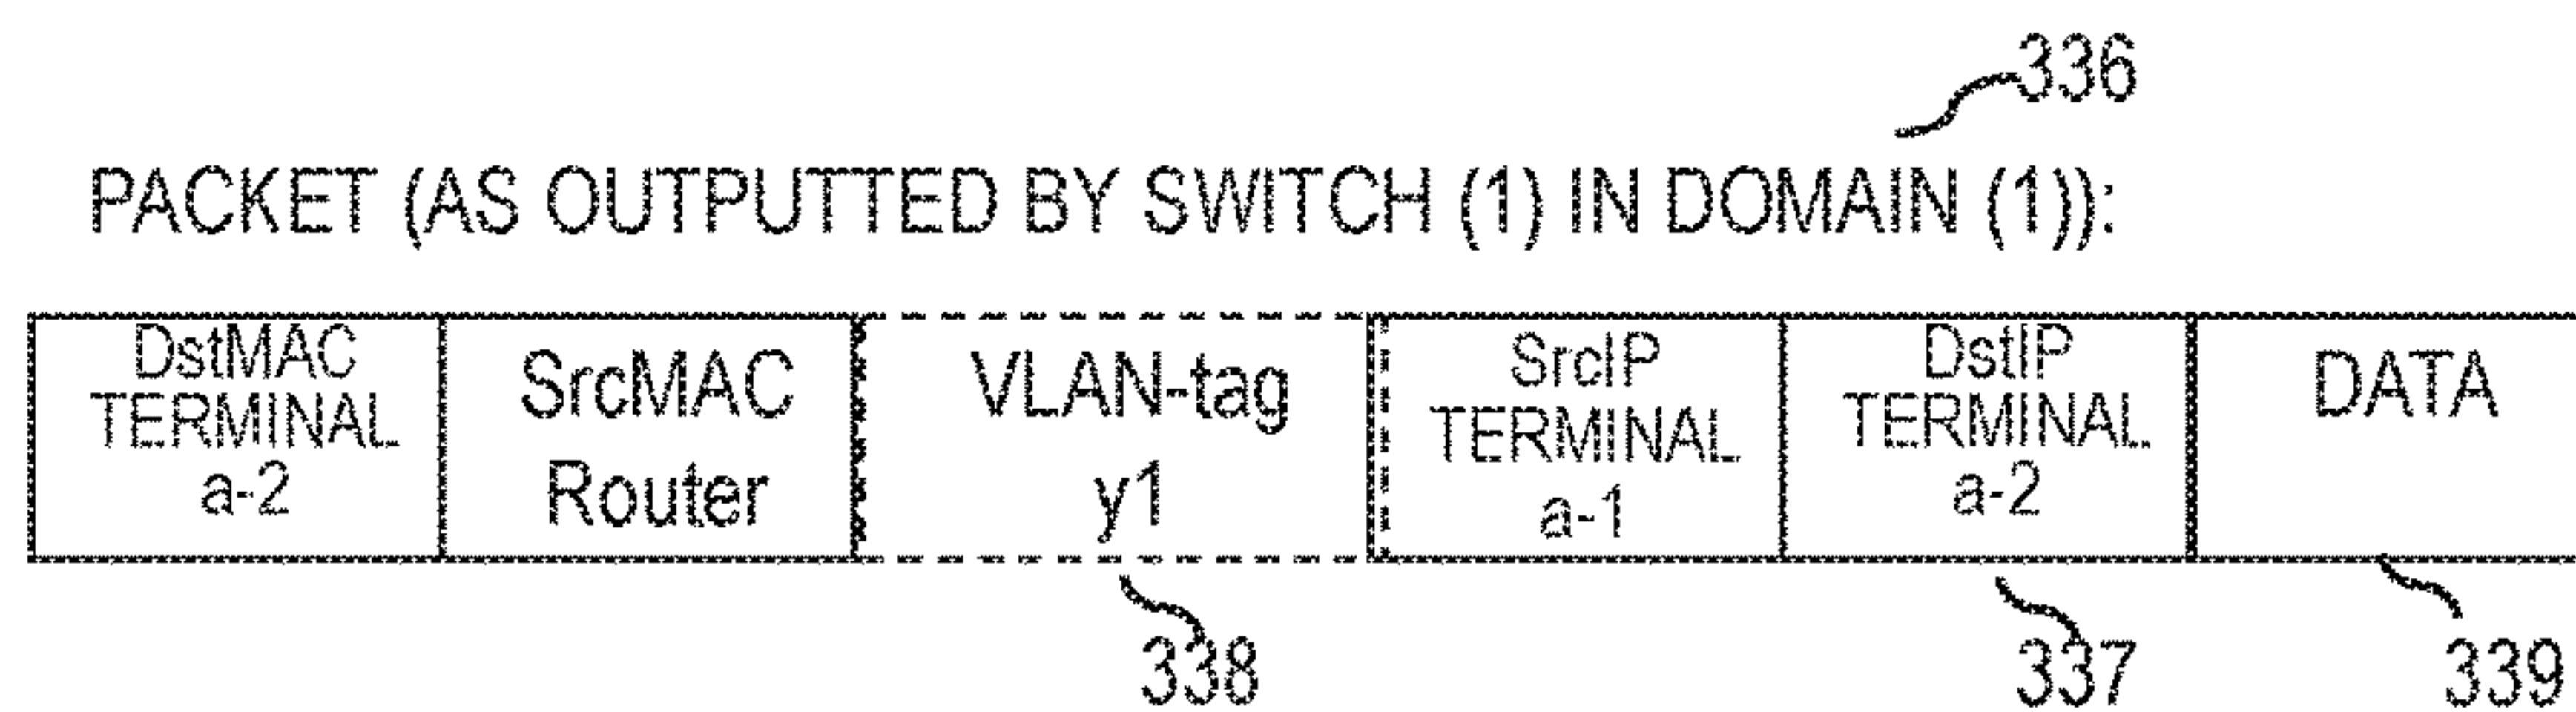 336
PACKET (AS OUTPUTTED BY SWITCH (1) IN DOMAIN (1)):
DstMAC
TERMINAL
a-2
SrcMAC
Router
VLAN-tag
y1
SrcIP
TERMINAL
a-1
DstIP
TERMINAL
a-2
DATA
338
337
339